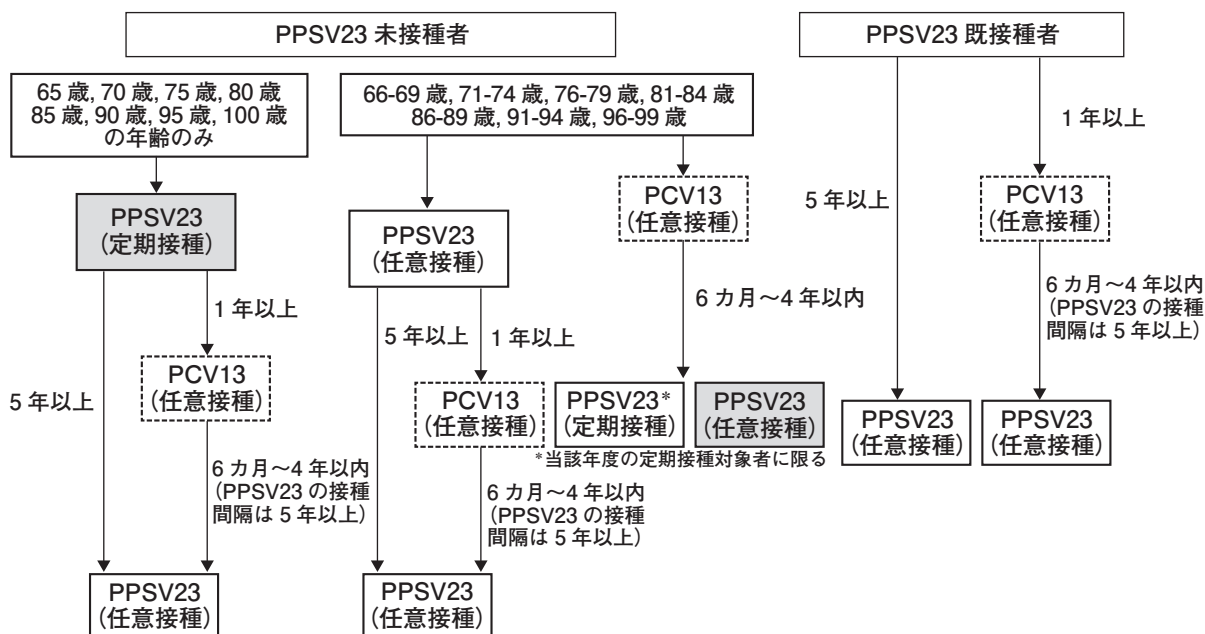 PPSV23 未接種者
65 歳, 70 歳, 75 歳, 80 歳
85 歳, 90 歳, 95 歳, 100 歳
の年齢のみ
PPSV23
(定期接種)
1 年以上
5 年以上
PCV13
(任意接種)
6 カ月～4 年以内
(PPSV23 の接種
間隔は 5 年以上)
PPSV23
(任意接種)
66-69 歳, 71-74 歳, 76-79 歳, 81-84 歳
86-89 歳, 91-94 歳, 96-99 歳
PPSV23
(任意接種)
5 年以上
1 年以上
PCV13
(任意接種)
6 カ月～4 年以内
(PPSV23 の接種
間隔は 5 年以上)
PPSV23
(任意接種)
PCV13
(任意接種)
6 カ月～4 年以内
PPSV23*
(定期接種)
PPSV23
(任意接種)
*当該年度の定期接種対象者に限る
PPSV23 既接種者
5 年以上
PPSV23
(任意接種)
1 年以上
PCV13
(任意接種)
6 カ月～4 年以内
(PPSV23 の接種
間隔は 5 年以上)
PPSV23
(任意接種)